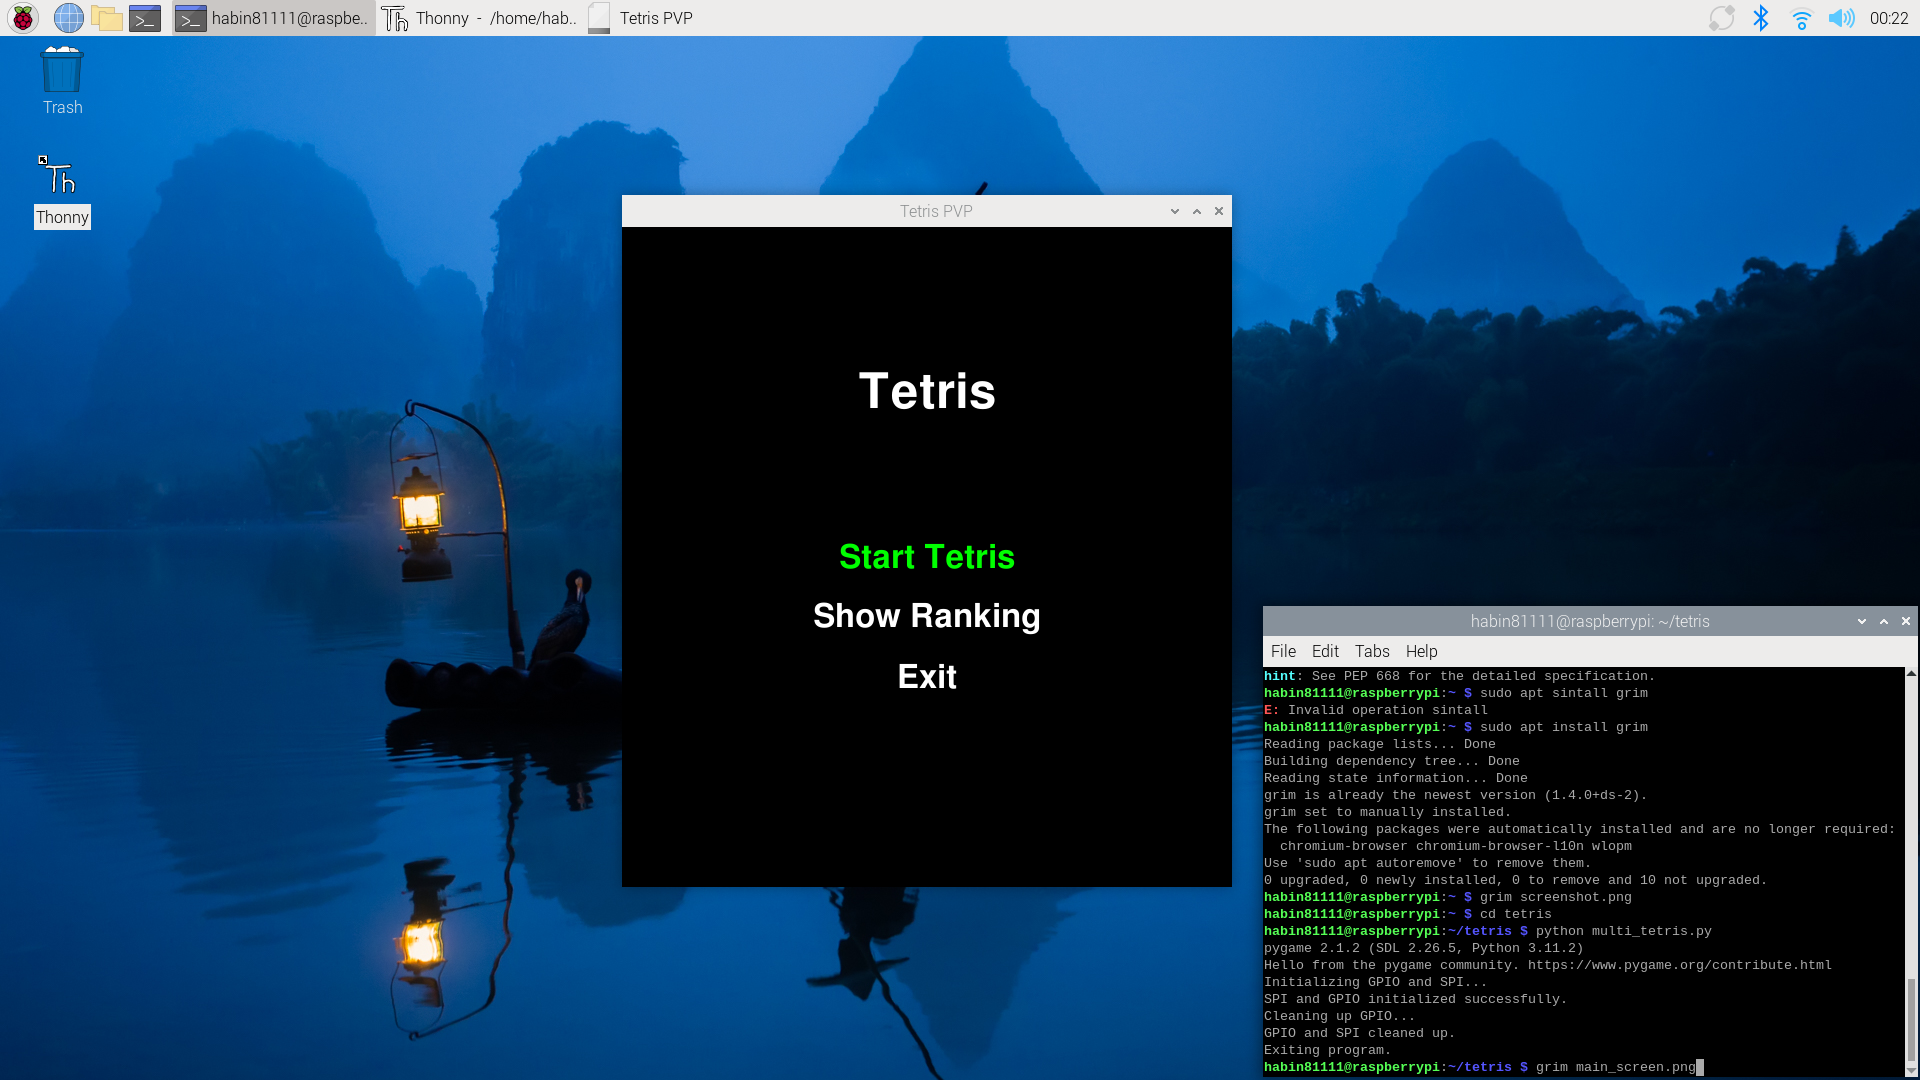 habin81111@raspbe..
Thonny - /home/hab..
Tetris PVP
00:22
Trash
Th
Thonny
Tetris PVP
Tetris
Start Tetris
Show Ranking
Exit
habin81111@raspberrypi: ~/tetris
File Edit Tabs Help
hint: See PEP 668 for the detailed specification.
habin81111@raspberrypi:~ $ sudo apt sintall grim
E: Invalid operation sintall
habin81111@raspberrypi:~ $ sudo apt install grim
Reading package lists... Done
Building dependency tree... Done
Reading state information... Done
grim is already the newest version (1.4.0+ds-2).
grim set to manually installed.
The following packages were automatically installed and are no longer required:
  chromium-browser chromium-browser-l10n wlopm
Use 'sudo apt autoremove' to remove them.
0 upgraded, 0 newly installed, 0 to remove and 10 not upgraded.
habin81111@raspberrypi:~ $ grim screenshot.png
habin81111@raspberrypi:~ $ cd tetris
habin81111@raspberrypi:~/tetris $ python multi_tetris.py
pygame 2.1.2 (SDL 2.26.5, Python 3.11.2)
Hello from the pygame community. https://www.pygame.org/contribute.html
Initializing GPIO and SPI...
SPI and GPIO initialized successfully.
Cleaning up GPIO...
GPIO and SPI cleaned up.
Exiting program.
habin81111@raspberrypi:~/tetris $ grim main_screen.png